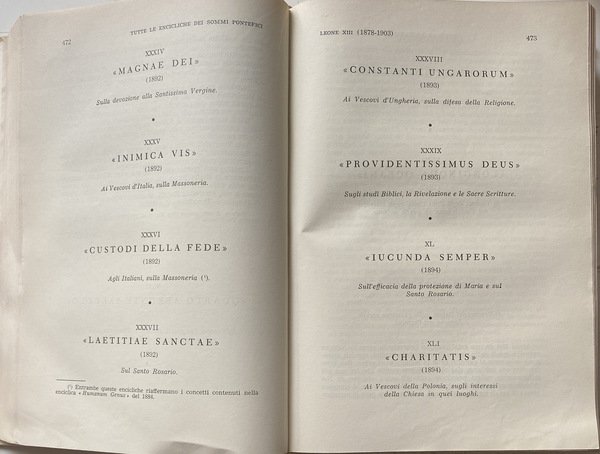 472
TUTTE LE ENCICLICHE DEI SOMMI PONTEFICI
XXXIV
«MAGNAE DEI»
(1892)
Sulla devozione alla Santissima Vergine.
XXXV
«INIMICA VIS»
(1892)
Ai Vescovi d'Italia, sulla Massoneria.
XXXVI
«CUSTODI DELLA FEDE»
(1892)
Agli Italiani, sulla Massoneria (¹).
XXXVII
«LAETITIAE SANCTAE»
(1892)
Sul Santo Rosario.
(¹) Entrambe queste encicliche riaffermano i concetti contenuti nella
enciclica «Humanum Genus» del 1884.
LEONE XIII (1878-1903)
473
XXXVIII
«CONSTANTI UNGARORUM»
(1893)
Ai Vescovi d'Ungheria, sulla difesa della Religione.
XXXIX
«PROVIDENTISSIMUS DEUS»
(1893)
Sugli studi Biblici, la Rivelazione e le Sacre Scritture.
XL
«IUCUNDA SEMPER»
(1894)
Sull'efficacia della protezione di Maria e sul
Santo Rosario.
XLI
«CHARITATIS»
(1894)
Ai Vescovi della Polonia, sugli interessi
della Chiesa in quei luoghi.